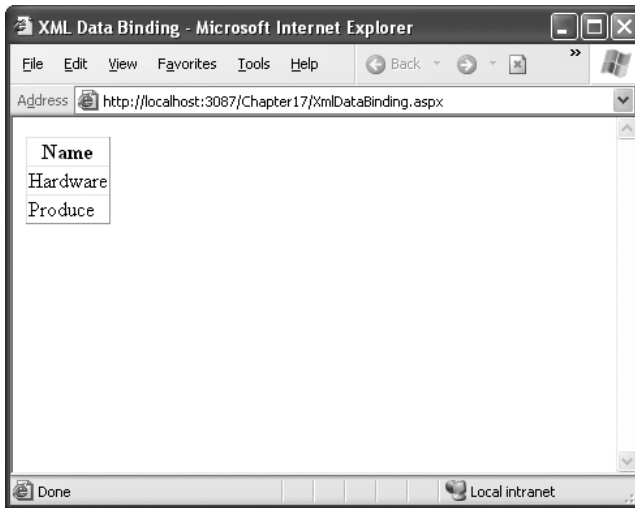 XML Data Binding - Microsoft Internet Explorer
File Edit View Favorites Tools Help Back »
Address http://localhost:3087/Chapter17/XmlDataBinding.aspx
Name
Hardware
Produce
Done Local intranet